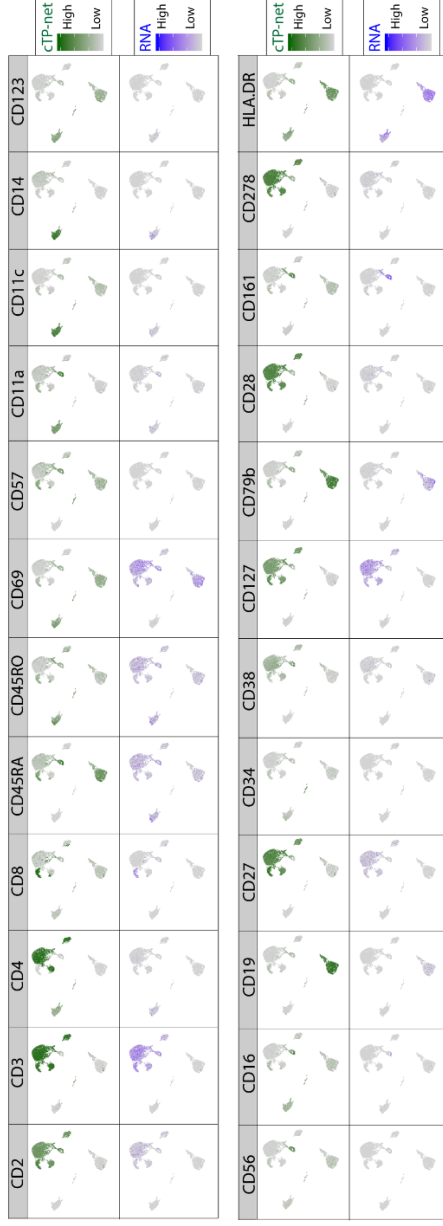 CD2 CD3 CD4 CD8 CD45RA CD45RO CD69 CD57 CD11a CD11c CD14 CD123
cTP-net
High
Low
RNA
High
Low
CD56 CD16 CD19 CD27 CD34 CD38 CD127 CD79b CD28 CD161 CD278 HLA.DR
cTP-net
High
Low
RNA
High
Low